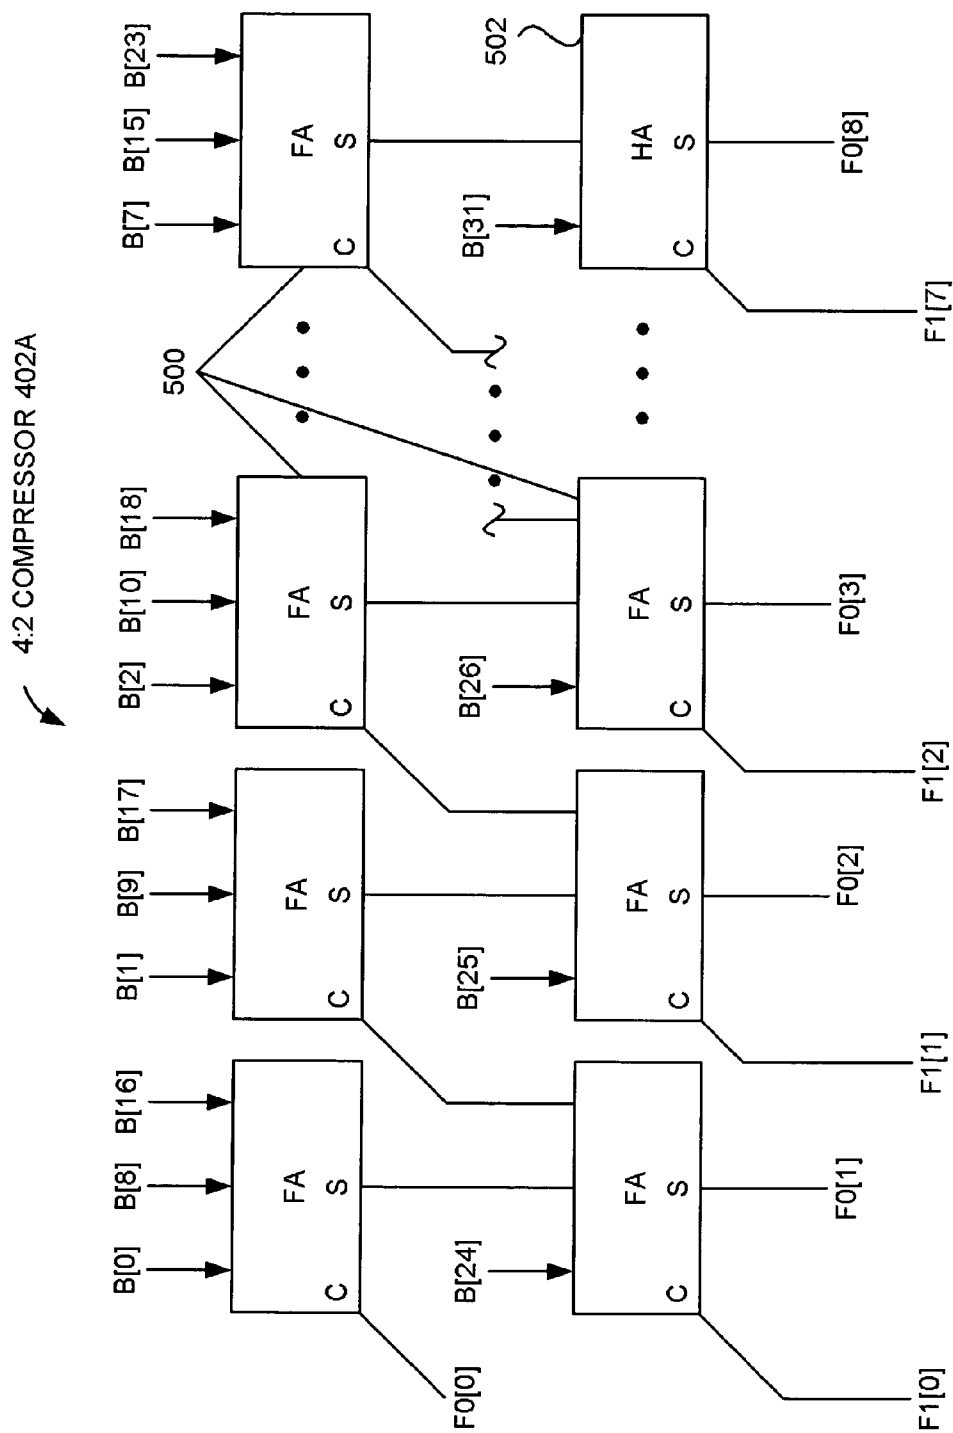 4:2 COMPRESSOR 402A
500
502
B[0] B[8] B[16] B[1] B[9] B[17] B[2] B[10] B[18] B[7] B[15] B[23]
FA FA FA FA
C S C S C S C S
F0[0]
B[24] B[25] B[26] B[31]
FA FA FA HA
C S C S C S C S
F0[1] F0[2] F0[3] F0[8]
F1[0] F1[1] F1[2] F1[7]